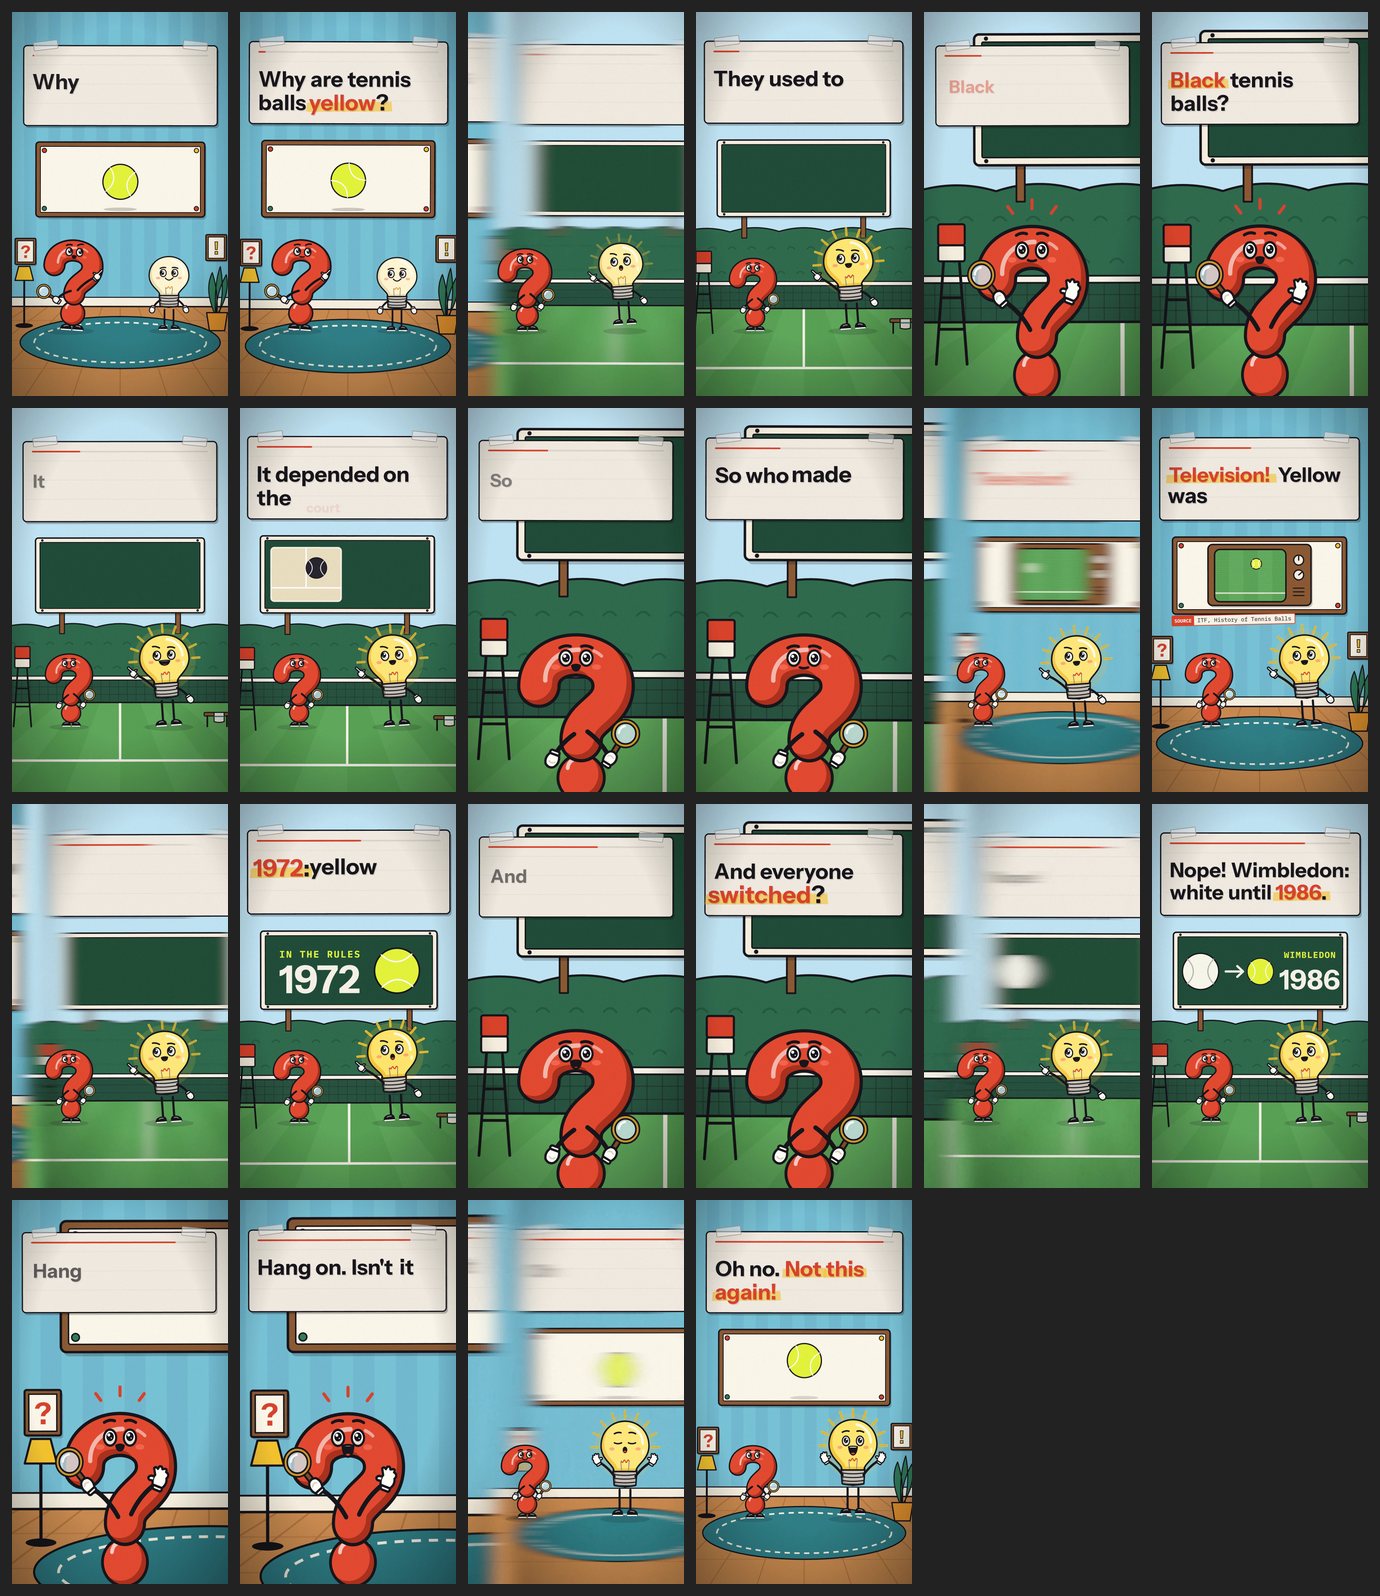 Why
?
!
Why are tennis
balls yellow?
?
!
They used to
Black
Black tennis
balls?
It
It depended on
the court
So
So who made
Television!
Television! Yellow
was
SOURCE ITF, History of Tennis Balls
?
!
1972: yellow
IN THE RULES
1972
And
And everyone
switched?
Nope! Wimbledon:
white until 1986.
WIMBLEDON
1986
Hang
?
Hang on. Isn't it
?
Oh no. Not this
again!
?
!